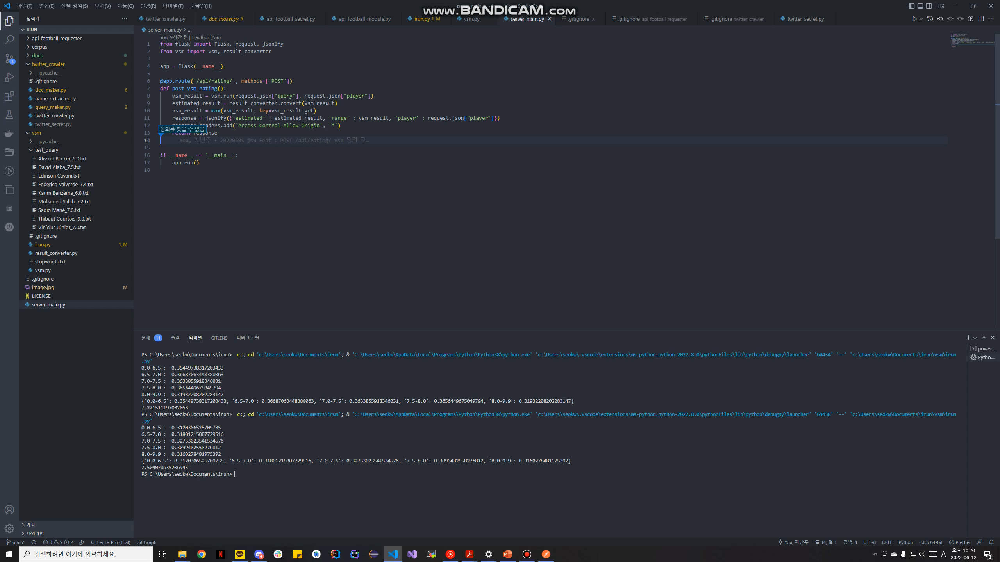 파일(F) 편집(E) 선택 영역(S) 보기(V) 이동(G) 실행(R) 터미널(T) 도움말(H)
www.BANDICAM.com
탐색기
twitter_crawler.py doc_maker.py 6 api_football_secret.py api_football_module.py irun.py 1, M vsm.py server_main.py .gitignore .\ .gitignore api_football_requester .gitignore twitter_crawler twitter_secret.py
IRUN
api_football_requester
corpus
docs
twitter_crawler
__pycache__
.gitignore
doc_maker.py 6
name_extracter.py
query_maker.py 2
twitter_crawler.py
twitter_secret.py
vsm
__pycache__
test_query
Alisson Becker_6.0.txt
David Alaba_7.5.txt
Edinson Cavani.txt
Federico Valverde_7.4.txt
Karim Benzema_6.8.txt
Mohamed Salah_7.2.txt
Sadio Mané_7.0.txt
Thibaut Courtois_9.0.txt
Vinícius Júnior_7.0.txt
.gitignore
irun.py 1, M
result_converter.py
stopwords.txt
vsm.py
.gitignore
image.jpg M
LICENSE
server_main.py
개요
타임라인
server_main.py > ...
You, 9시간 전 | 1 author (You)
1 from flask import Flask, request, jsonify
2 from vsm import vsm, result_converter
3
4 app = Flask(__name__)
5
6 @app.route('/api/rating/', methods=['POST'])
7 def post_vsm_rating():
8 vsm_result = vsm.run(request.json["query"], request.json["player"])
9 estimated_result = result_converter.convert(vsm_result)
10 vsm_result = max(vsm_result, key=vsm_result.get)
11 response = jsonify({'estimated' : estimated_result, 'range' : vsm_result, 'player' : request.json["player"]})
12 headers.add('Access-Control-Allow-Origin', '*')
정의를 찾을 수 없음
13 return response
14 You, 지난주 • 20220605 jsw Feat : POST /api/rating/ vsm 평점 구…
15
16 if __name__ == '__main__':
17 app.run()
18
문제 11 출력 터미널 GITLENS 디버그 콘솔
power...
Pytho...
PS C:\Users\seokw\Documents\irun> c:; cd 'c:\Users\seokw\Documents\irun'; & 'C:\Users\seokw\AppData\Local\Programs\Python\Python38\python.exe' 'c:\Users\seokw\.vscode\extensions\ms-python.python-2022.8.0\pythonFiles\lib\python\debugpy\launcher' '64434' '--' 'c:\Users\seokw\Documents\irun\vsm\irun
.py'
0.0-6.5 : 0.35449738317203433
6.5-7.0 : 0.36687063448388063
7.0-7.5 : 0.3633855918346031
7.5-8.0 : 0.3656449675049794
8.0-9.9 : 0.31932208202283147
{'0.0-6.5': 0.35449738317203433, '6.5-7.0': 0.36687063448388063, '7.0-7.5': 0.3633855918346031, '7.5-8.0': 0.3656449675049794, '8.0-9.9': 0.31932208202283147}
7.221511197032053
PS C:\Users\seokw\Documents\irun> c:; cd 'c:\Users\seokw\Documents\irun'; & 'C:\Users\seokw\AppData\Local\Programs\Python\Python38\python.exe' 'c:\Users\seokw\.vscode\extensions\ms-python.python-2022.8.0\pythonFiles\lib\python\debugpy\launcher' '64438' '--' 'c:\Users\seokw\Documents\irun\vsm\irun
.py'
0.0-6.5 : 0.3120306525709735
6.5-7.0 : 0.31801215007729516
7.0-7.5 : 0.32753023541534576
7.5-8.0 : 0.3099482558276812
8.0-9.9 : 0.3160278481975392
{'0.0-6.5': 0.3120306525709735, '6.5-7.0': 0.31801215007729516, '7.0-7.5': 0.32753023541534576, '7.5-8.0': 0.3099482558276812, '8.0-9.9': 0.3160278481975392}
7.504078635206945
PS C:\Users\seokw\Documents\irun>
main* 0 9 2 GitLens+ Pro (Trial) Git Graph You, 지난주 줄 14, 열 1 공백: 4 UTF-8 CRLF Python 3.8.6 64-bit Prettier
검색하려면 여기에 입력하세요.
A 오후 10:20
2022-06-12
3